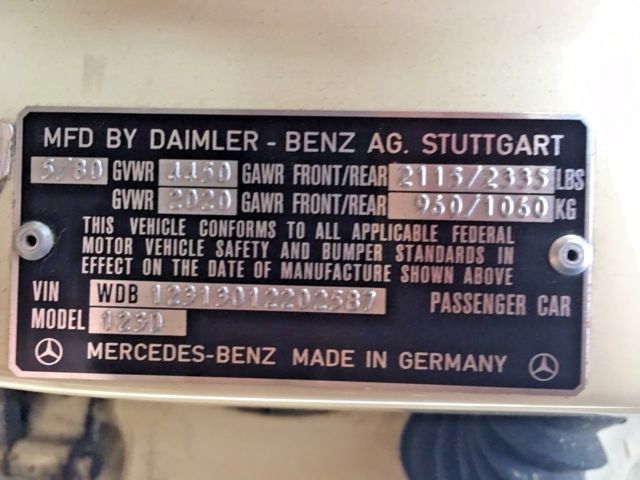 MFD BY DAIMLER - BENZ AG. STUTTGART
5/80 GVWR 4450 GAWR FRONT/REAR 2115/2335 LBS
GVWR 2020 GAWR FRONT/REAR 960/1060 KG
THIS VEHICLE CONFORMS TO ALL APPLICABLE FEDERAL
MOTOR VEHICLE SAFETY AND BUMPER STANDARDS IN
EFFECT ON THE DATE OF MANUFACTURE SHOWN ABOVE
VIN WDB 12313012202587 PASSENGER CAR
MODEL 123D
MERCEDES-BENZ MADE IN GERMANY